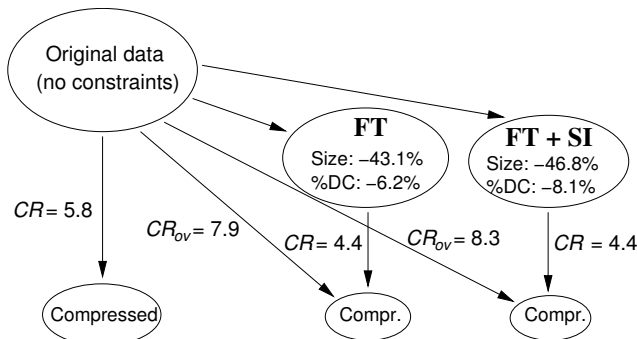 Original data
(no constraints)
FT
Size: −43.1%
%DC: −6.2%
FT + SI
Size: −46.8%
%DC: −8.1%
CR = 5.8
CRov = 7.9
CR = 4.4
CRov = 8.3
CR = 4.4
Compressed
Compr.
Compr.